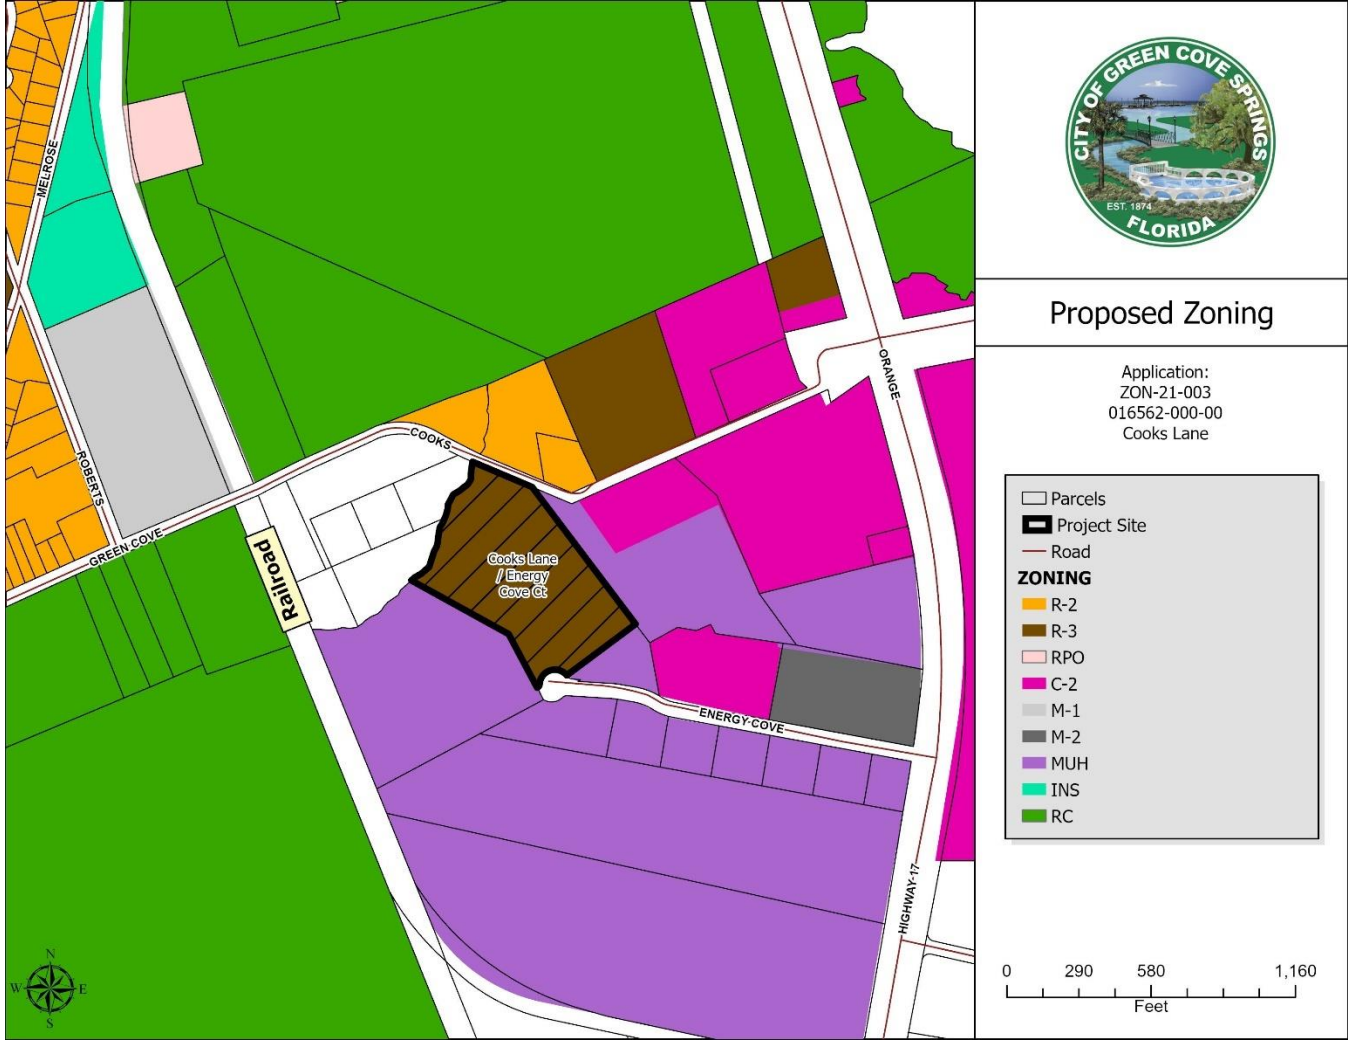 MELROSE
ROBERTS
GREEN COVE
Railroad
COOKS
Cooks Lane
/ Energy
Cove Ct
ENERGY COVE
ORANGE
HIGHWAY 17
N
W E
S
CITY OF GREEN COVE SPRINGS
EST. 1874
FLORIDA
Proposed Zoning
Application:
ZON-21-003
016562-000-00
Cooks Lane
Parcels
Project Site
Road
ZONING
R-2
R-3
RPO
C-2
M-1
M-2
MUH
INS
RC
0 290 580 1,160
Feet